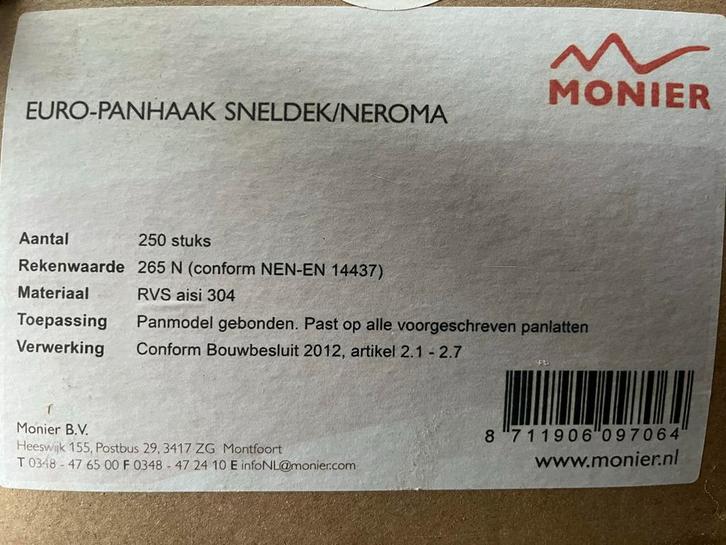 MONIER
EURO-PANHAAK SNELDEK/NEROMA
Aantal 250 stuks
Rekenwaarde 265 N (conform NEN-EN 14437)
Materiaal RVS aisi 304
Toepassing Panmodel gebonden. Past op alle voorgeschreven panlatten
Verwerking Conform Bouwbesluit 2012, artikel 2.1 - 2.7
Monier B.V.
Heeswijk 155, Postbus 29, 3417 ZG Montfoort
T 0348 - 47 65 00 F 0348 - 47 24 10 E infoNL@monier.com
8 711906 097064
www.monier.nl